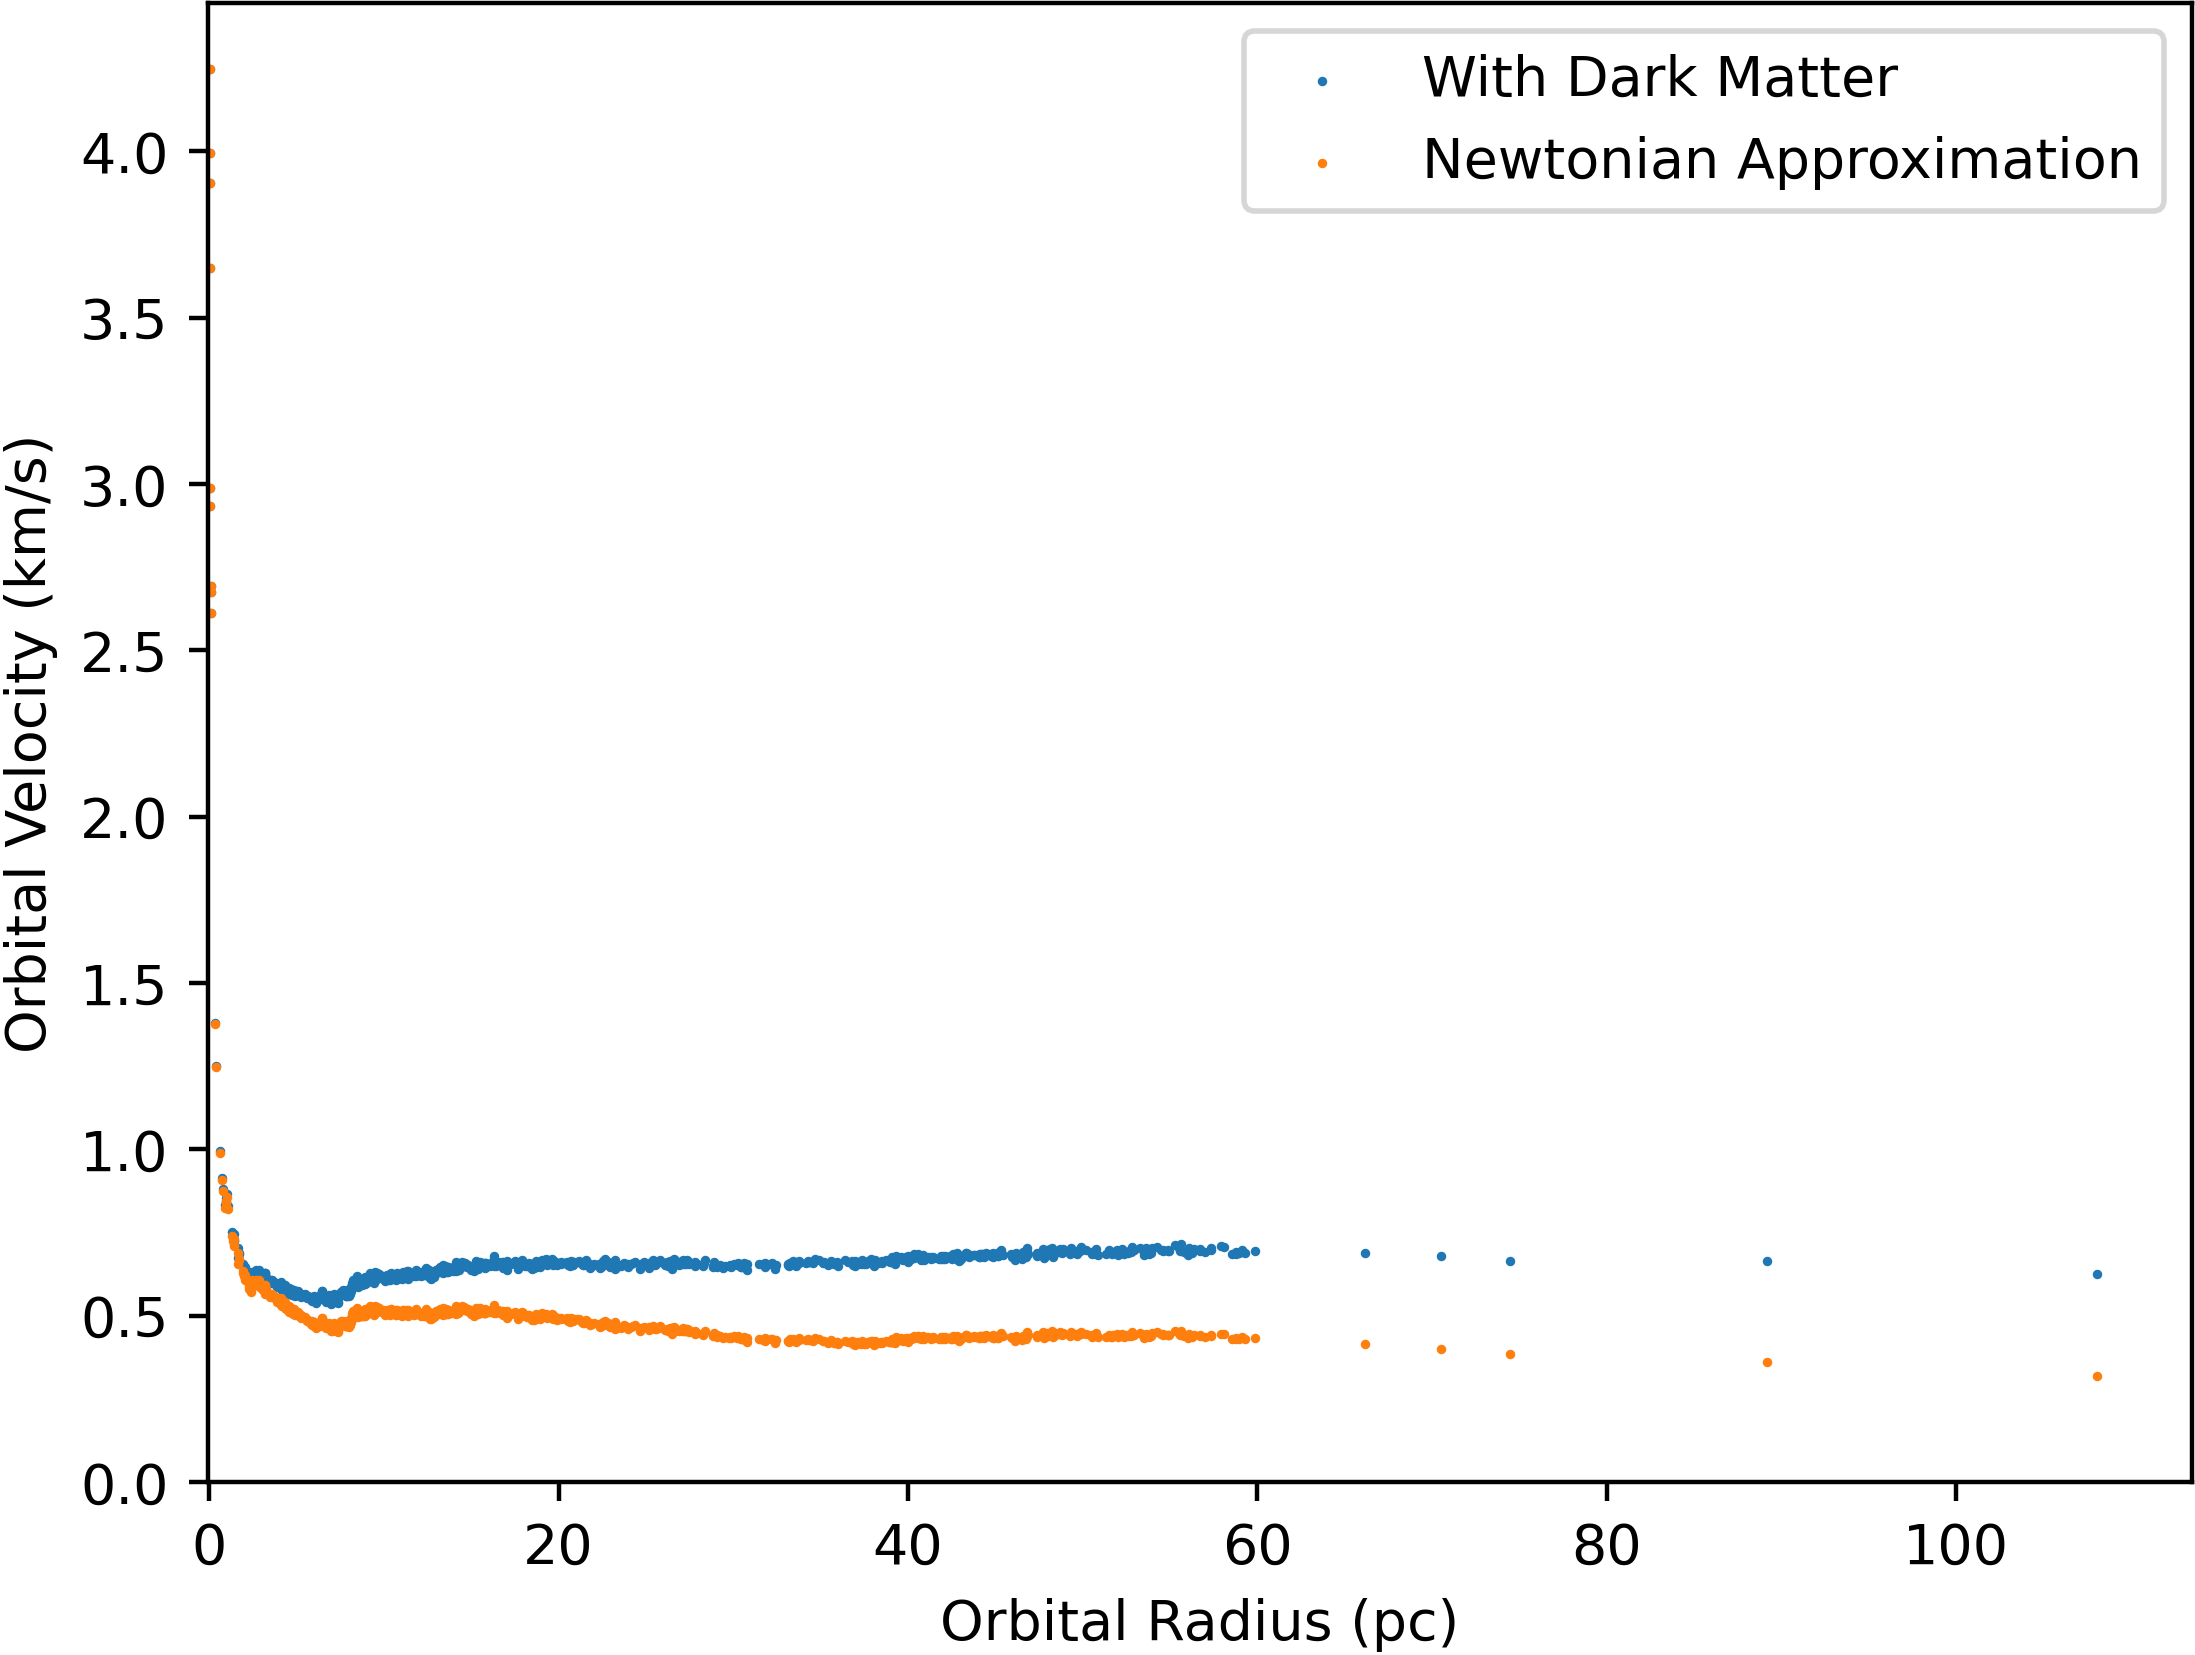 With Dark Matter
Newtonian Approximation
4.0
3.5
3.0
2.5
2.0
1.5
1.0
0.5
0.0
Orbital Velocity (km/s)
0 20 40 60 80 100
Orbital Radius (pc)